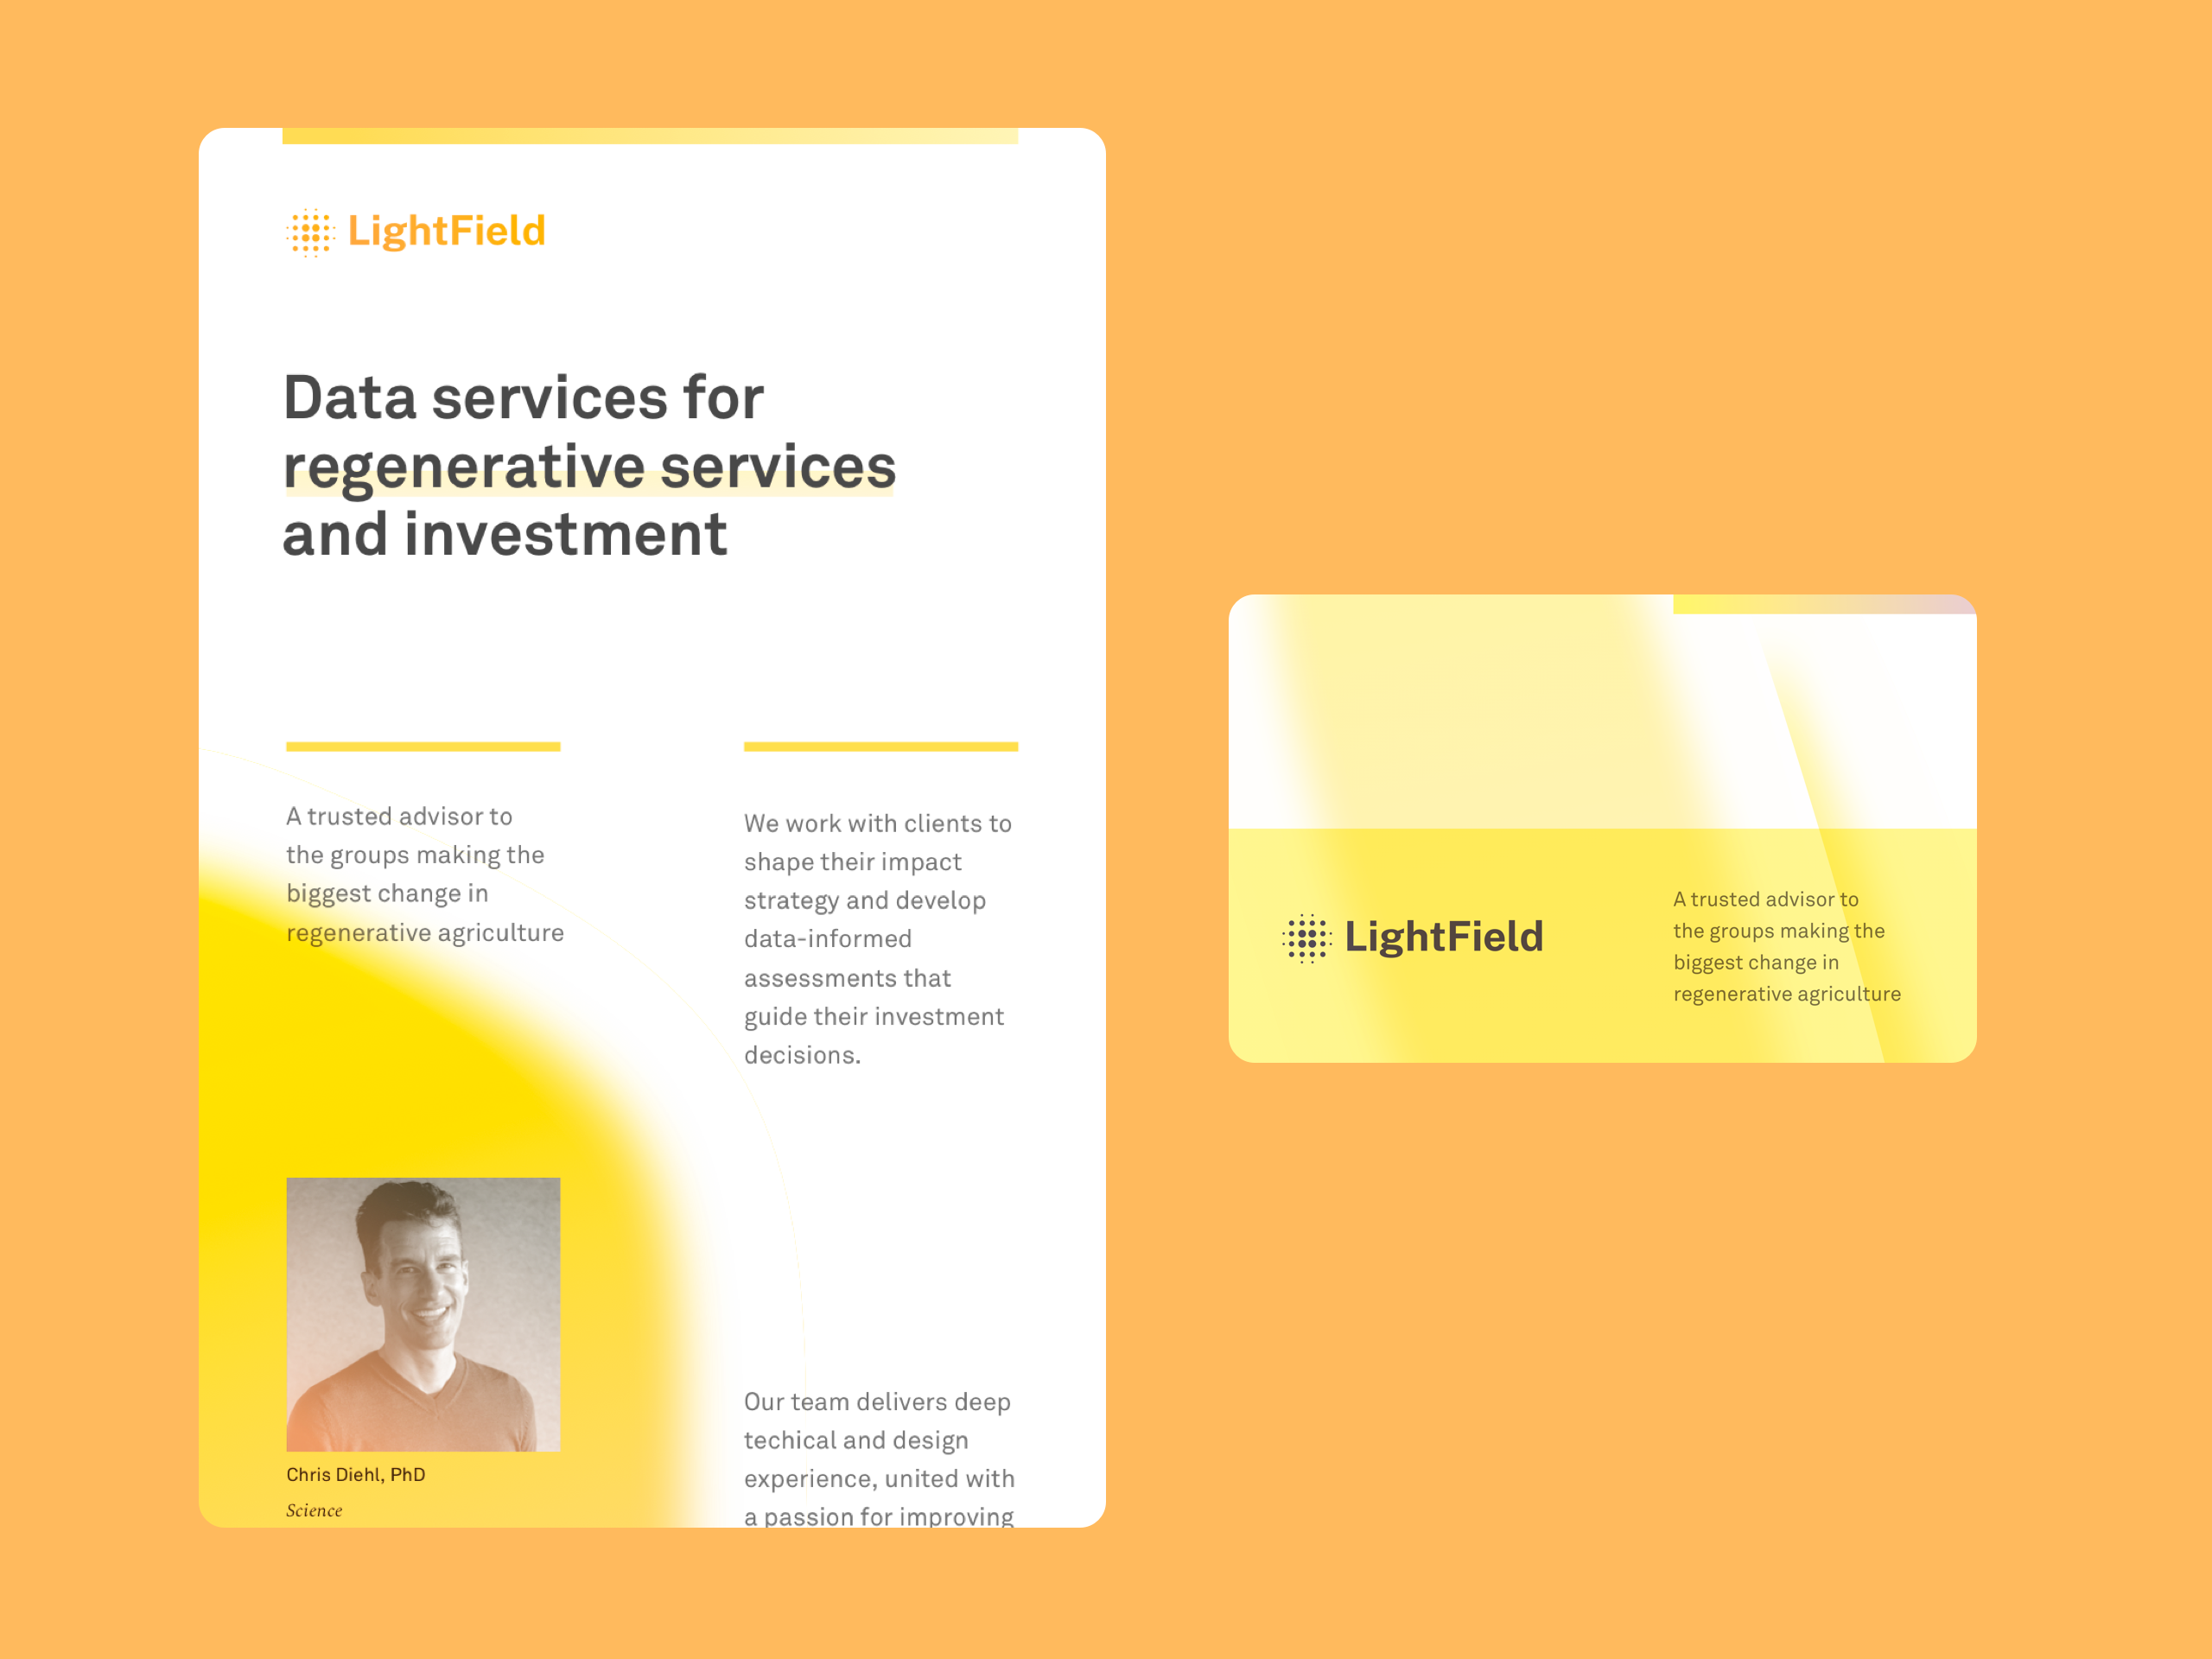 LightField
Data services for
regenerative services
and investment
A trusted advisor to
the groups making the
biggest change in
regenerative agriculture
We work with clients to
shape their impact
strategy and develop
data-informed
assessments that
guide their investment
decisions.
Chris Diehl, PhD
Science
Our team delivers deep
techical and design
experience, united with
a passion for improving
LightField
A trusted advisor to
the groups making the
biggest change in
regenerative agriculture